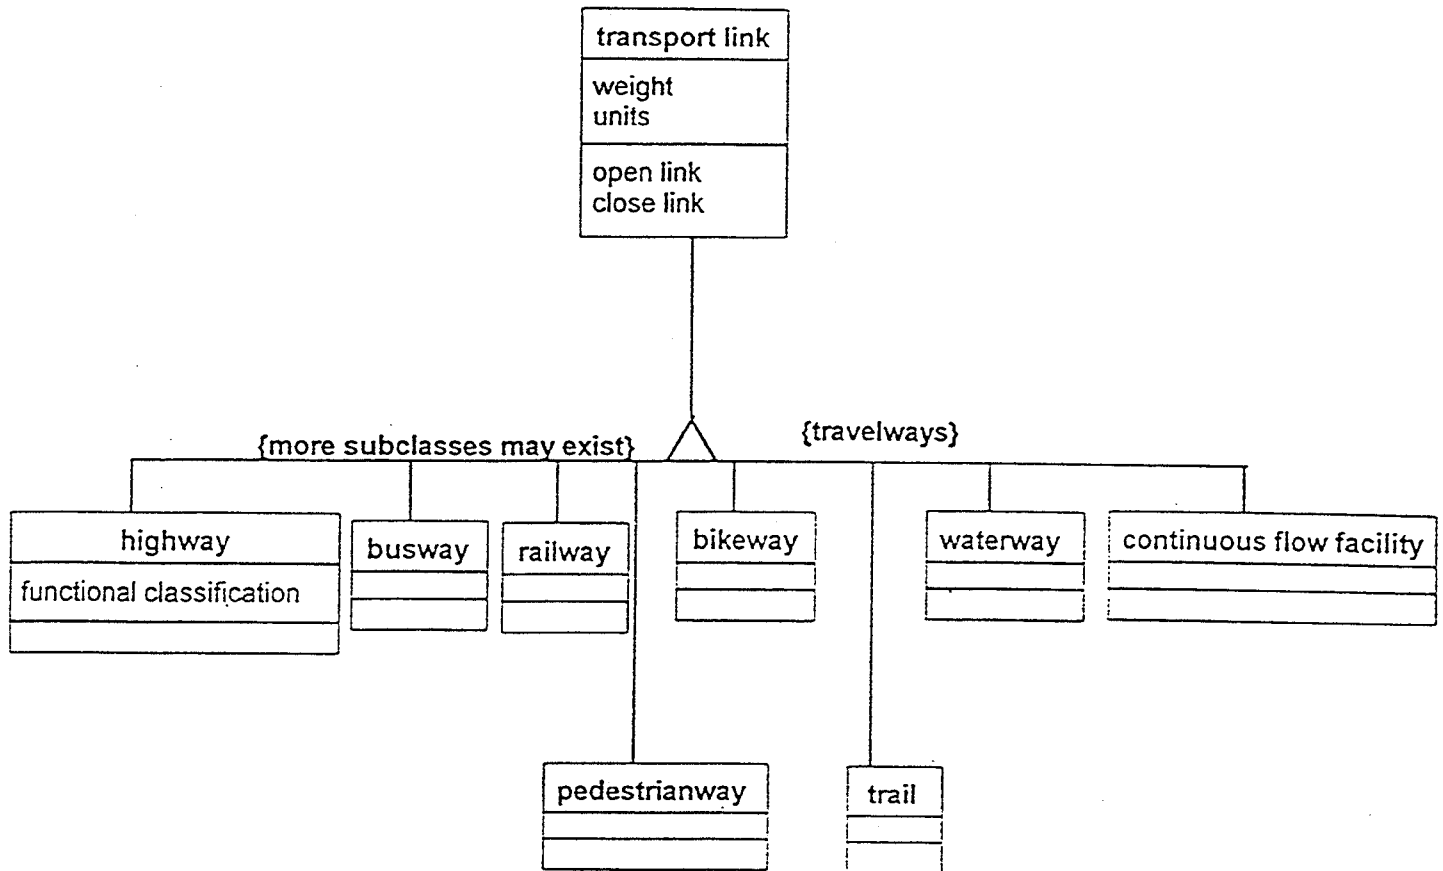 transport link
weight
units
open link
close link
{more subclasses may exist}
{travelways}
highway
functional classification
busway
railway
bikeway
waterway
continuous flow facility
pedestrianway
trail